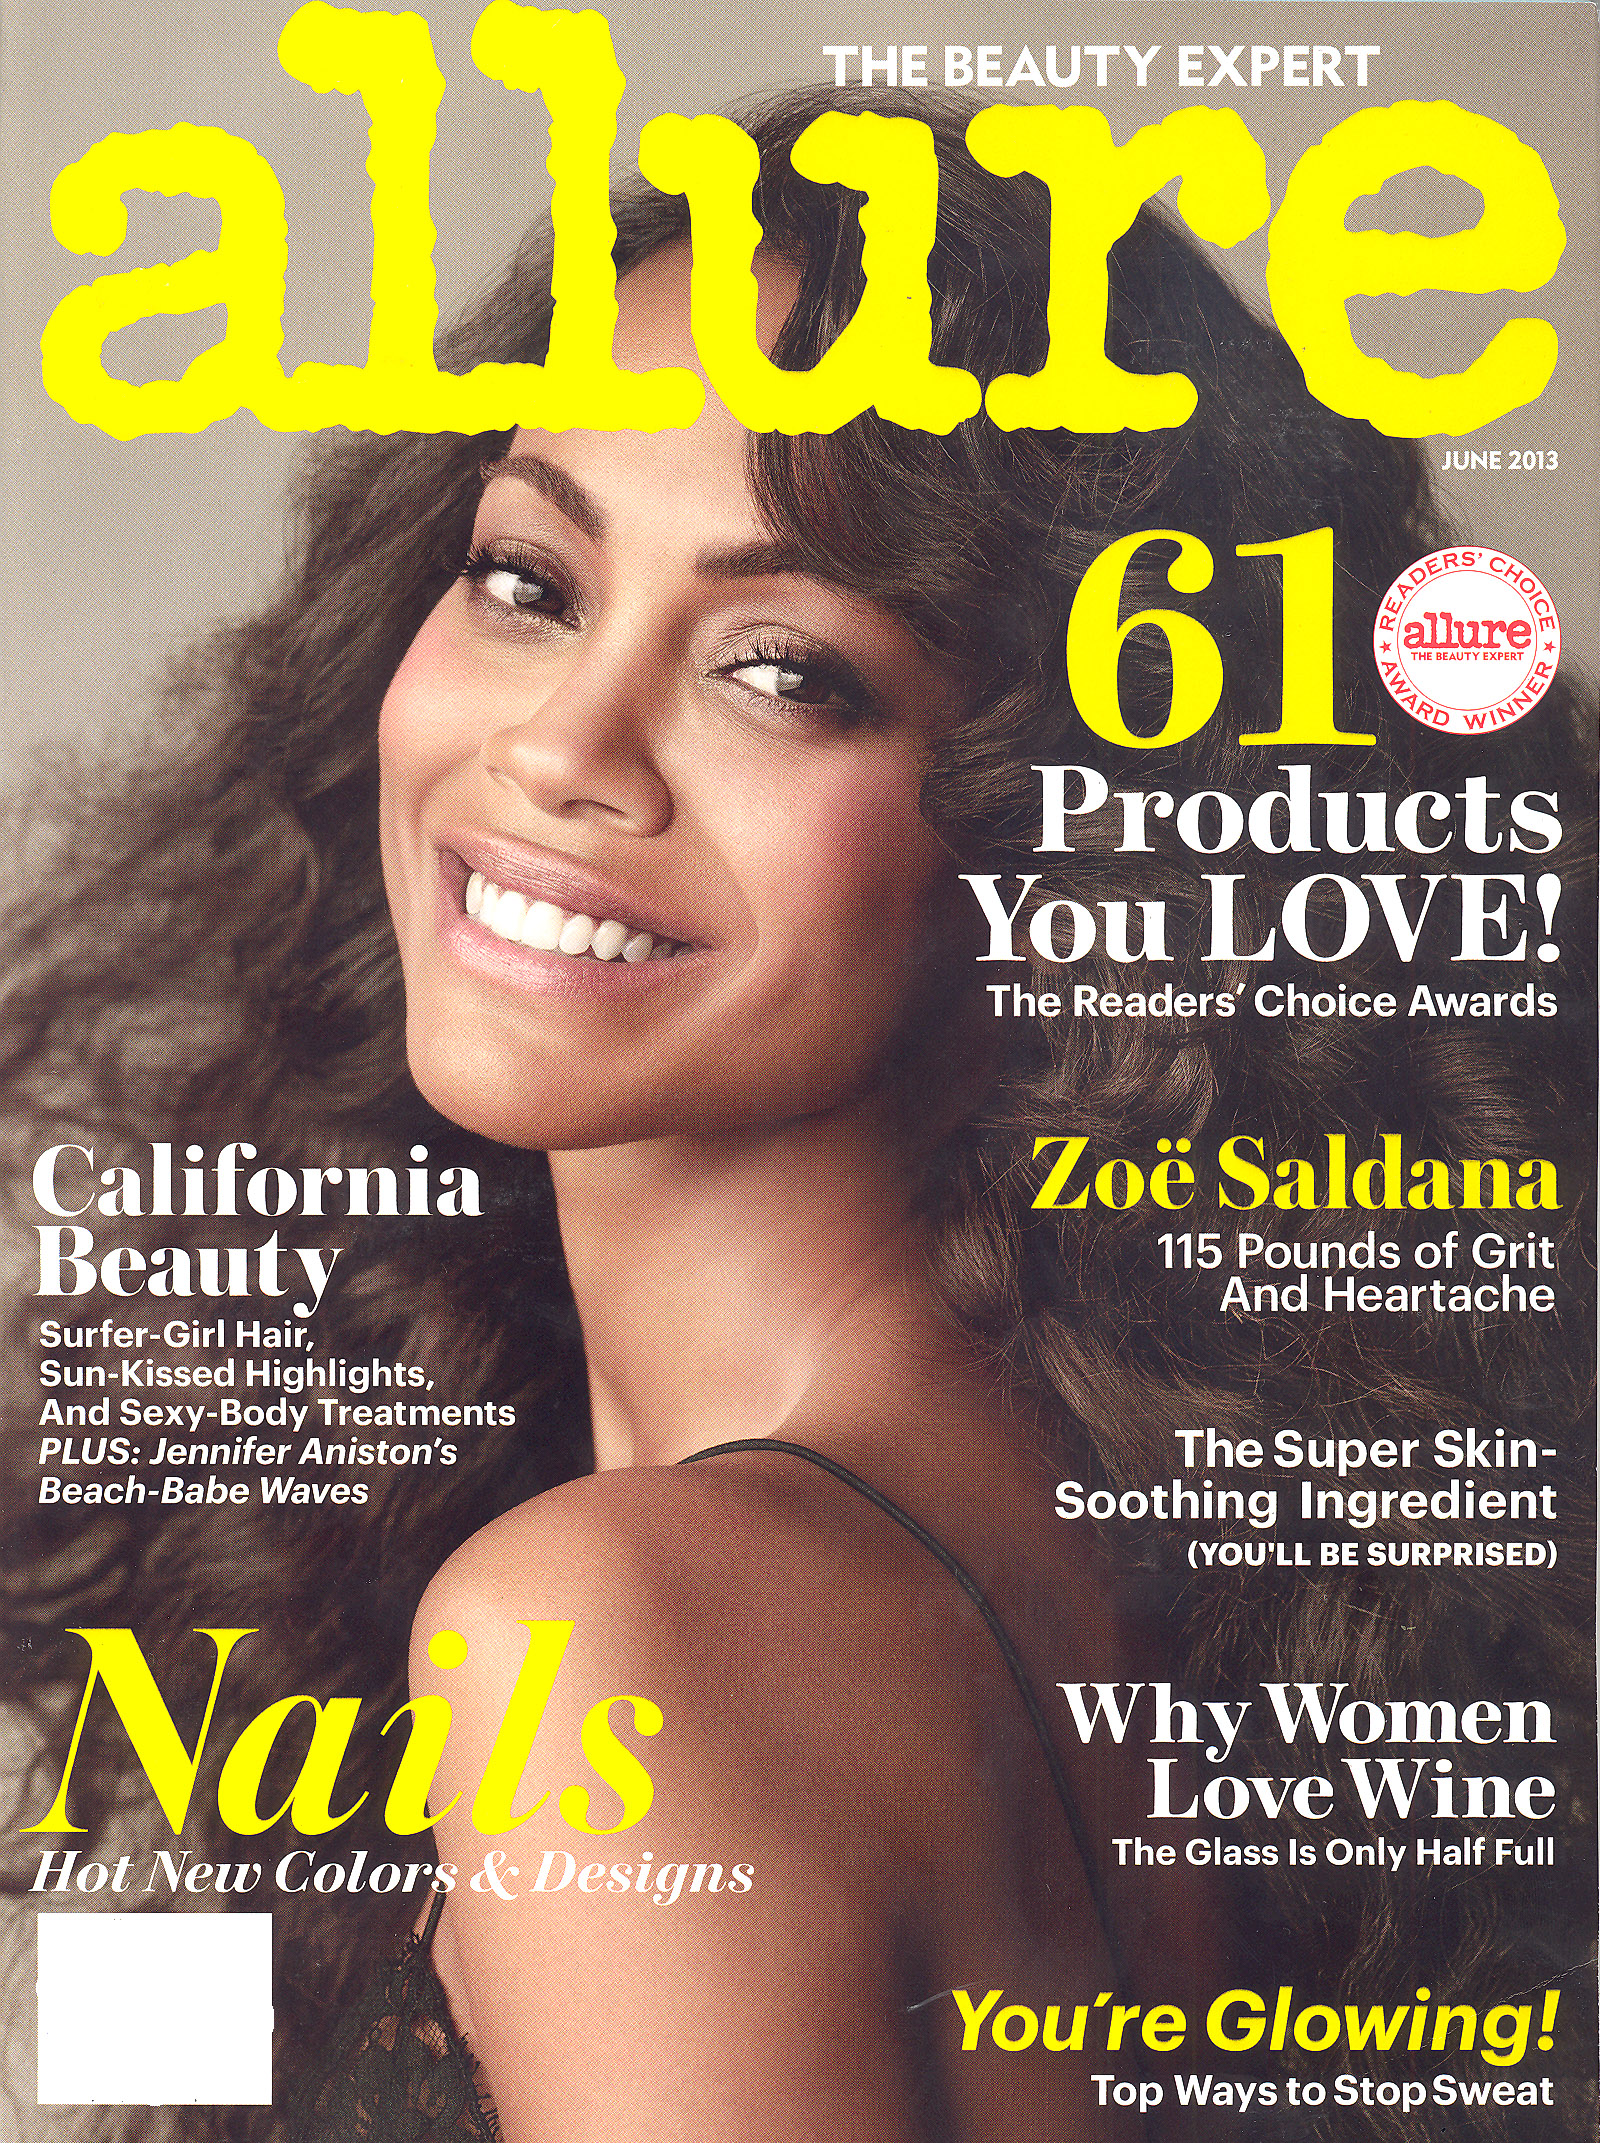 THE BEAUTY EXPERT
allure
JUNE 2013
61
READERS' CHOICE
allure
THE BEAUTY EXPERT
AWARD WINNER
Products
You LOVE!
The Readers' Choice Awards
Zoë Saldana
115 Pounds of Grit
And Heartache
California
Beauty
Surfer-Girl Hair,
Sun-Kissed Highlights,
And Sexy-Body Treatments
PLUS: Jennifer Aniston's
Beach-Babe Waves
The Super Skin-
Soothing Ingredient
(YOU'LL BE SURPRISED)
Nails
Hot New Colors & Designs
Why Women
Love Wine
The Glass Is Only Half Full
You're Glowing!
Top Ways to Stop Sweat